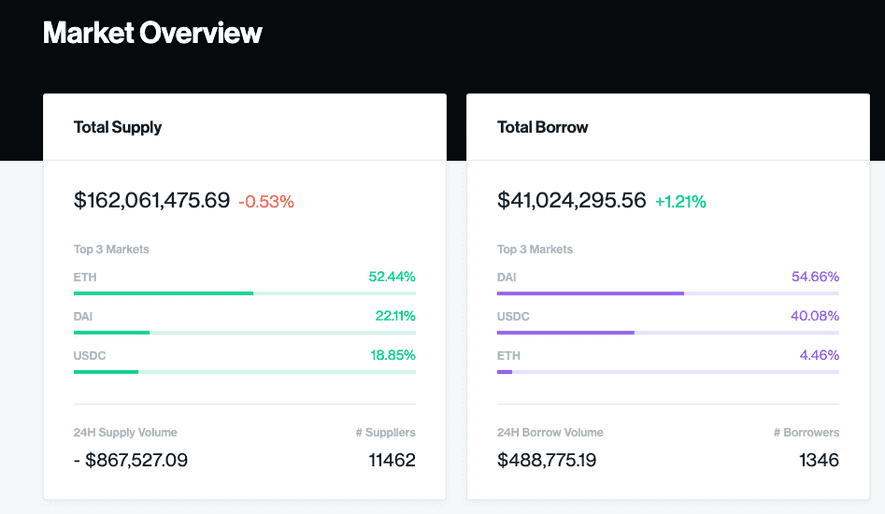 Market Overview
Total Supply
$162,061,475.69 -0.53%
Top 3 Markets
ETH 52.44%
DAI 22.11%
USDC 18.85%
24H Supply Volume # Suppliers
- $867,527.09 11462
Total Borrow
$41,024,295.56 +1.21%
Top 3 Markets
DAI 54.66%
USDC 40.08%
ETH 4.46%
24H Borrow Volume # Borrowers
$488,775.19 1346